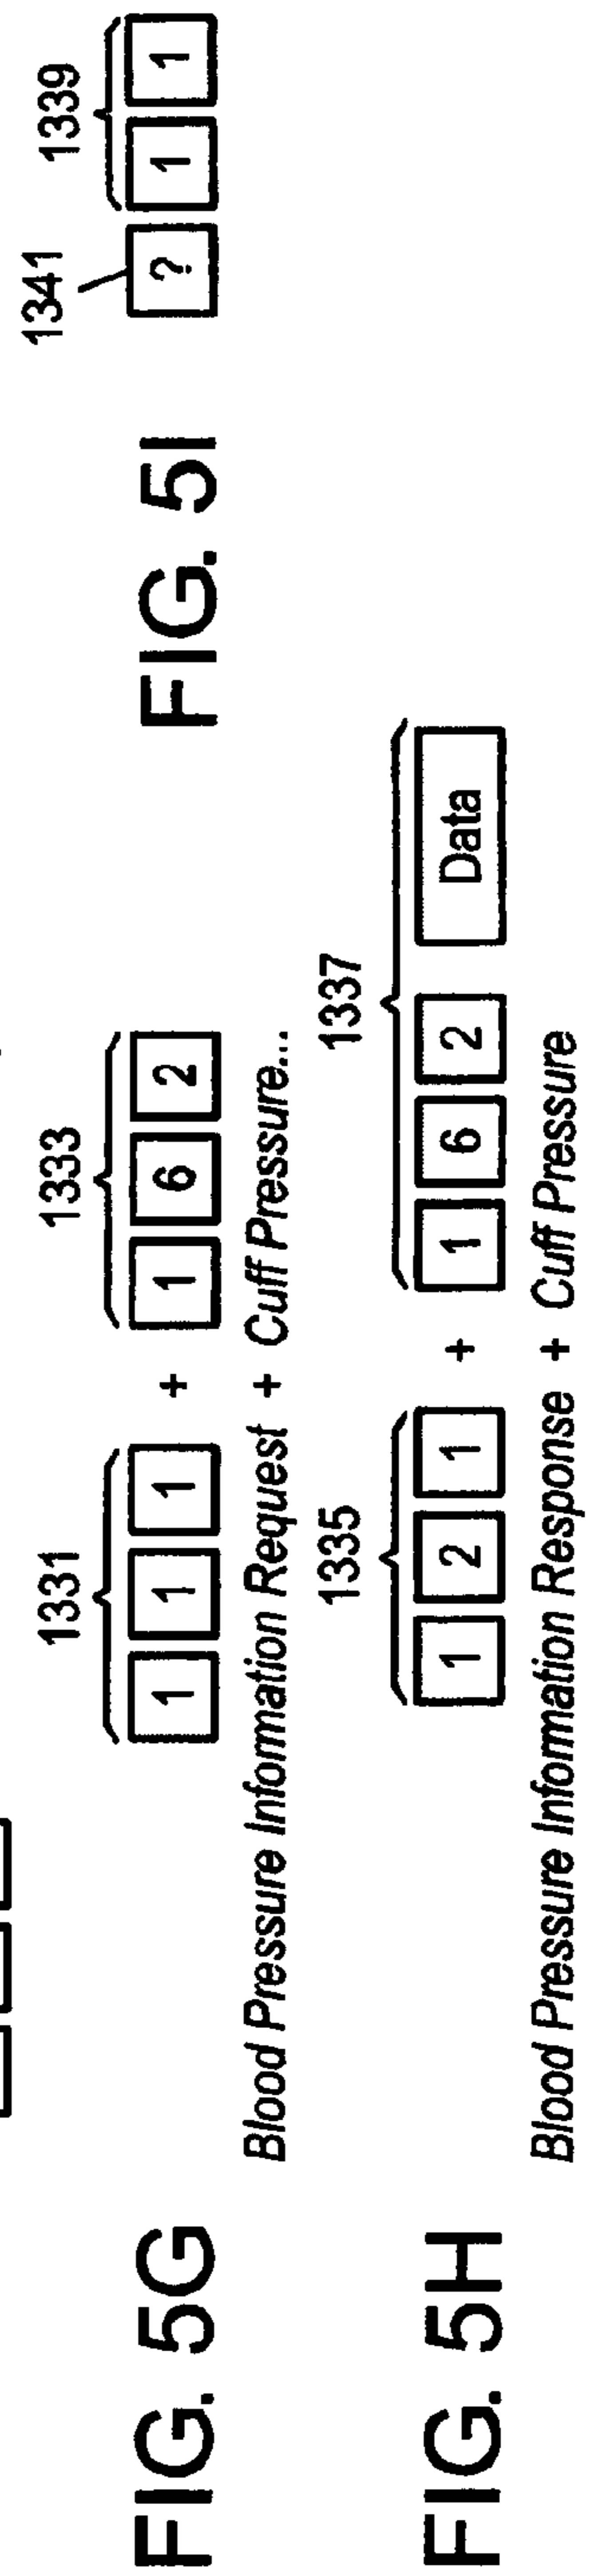 1331 1333
FIG. 5G 1 1 1 + 1 6 2
Blood Pressure Information Request + Cuff Pressure...
1341 1339
FIG. 5I ? 1 1
1335 1337
FIG. 5H 1 2 1 + 1 6 2 Data
Blood Pressure Information Response + Cuff Pressure